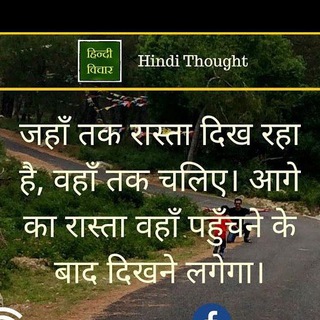 हिन्दी
विचार
Hindi Thought
जहाँ तक रास्ता दिख रहा
है, वहाँ तक चलिए। आगे
का रास्ता वहाँ पहुँचने के
बाद दिखने लगेगा।